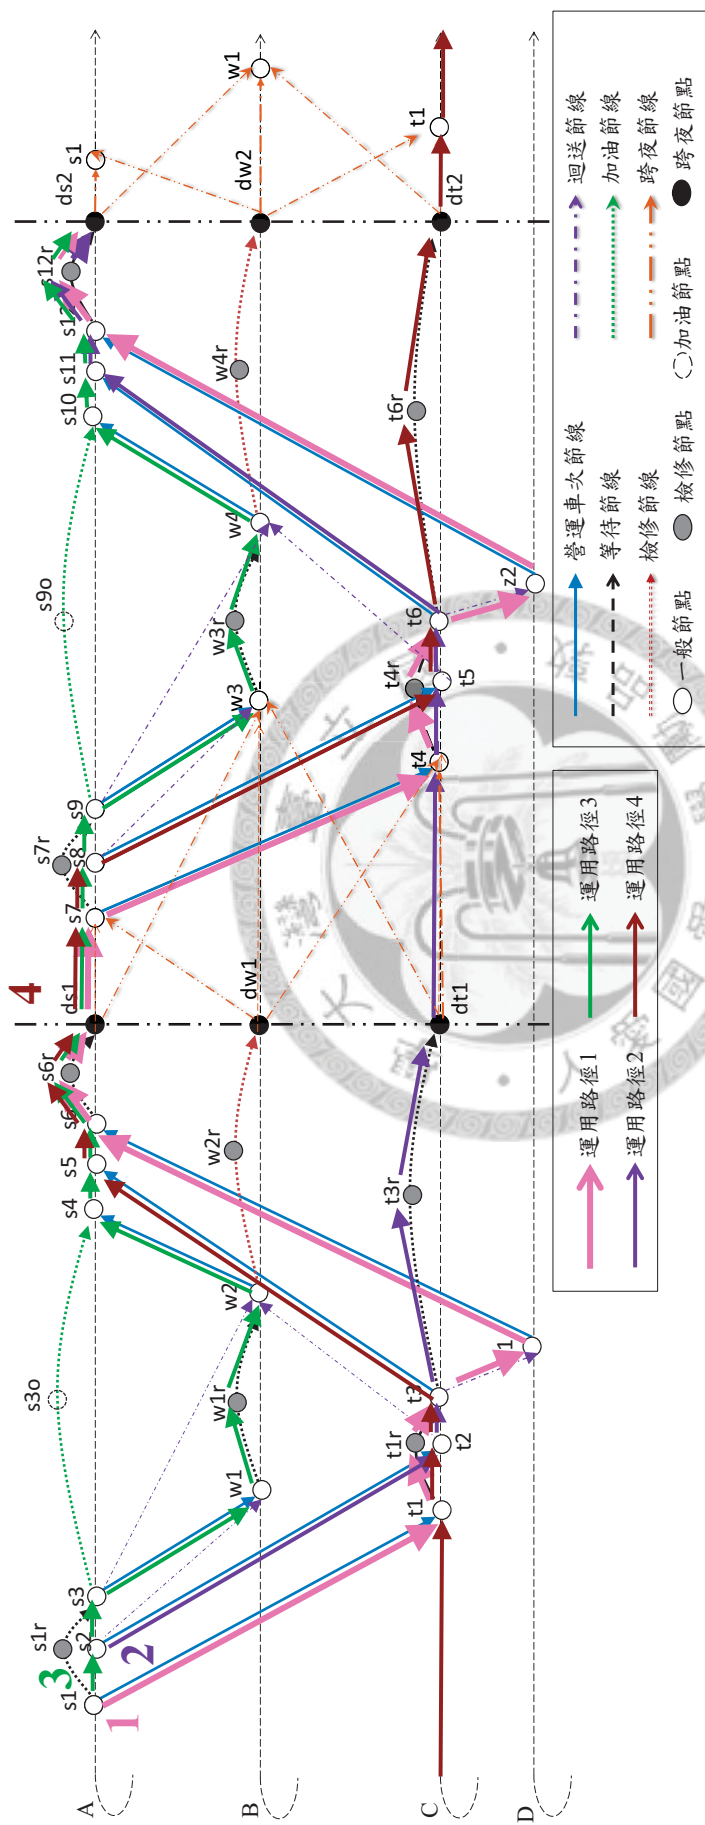 A
1
s1
3
s1r
s2
2
s3
s3o
s4
s5
s6
s6r
4
ds1
s7
s7r
s8
s9
s9o
s10
s11
s12r
ds2
s1
B
w1
w1r
w2
w2r
dw1
w3
w3r
w4
w4r
dw2
w1
C
t1
t1r
t2
t3
t3r
dt1
t4
t4r
t5
t6
t6r
dt2
t1
D
1
z2
運用路徑1 運用路徑3
運用路徑2 運用路徑4
營運車次節線 迴送節線
等待節線 加油節線
檢修節線 跨夜節線
一般節點 檢修節點 加油節點 跨夜節點